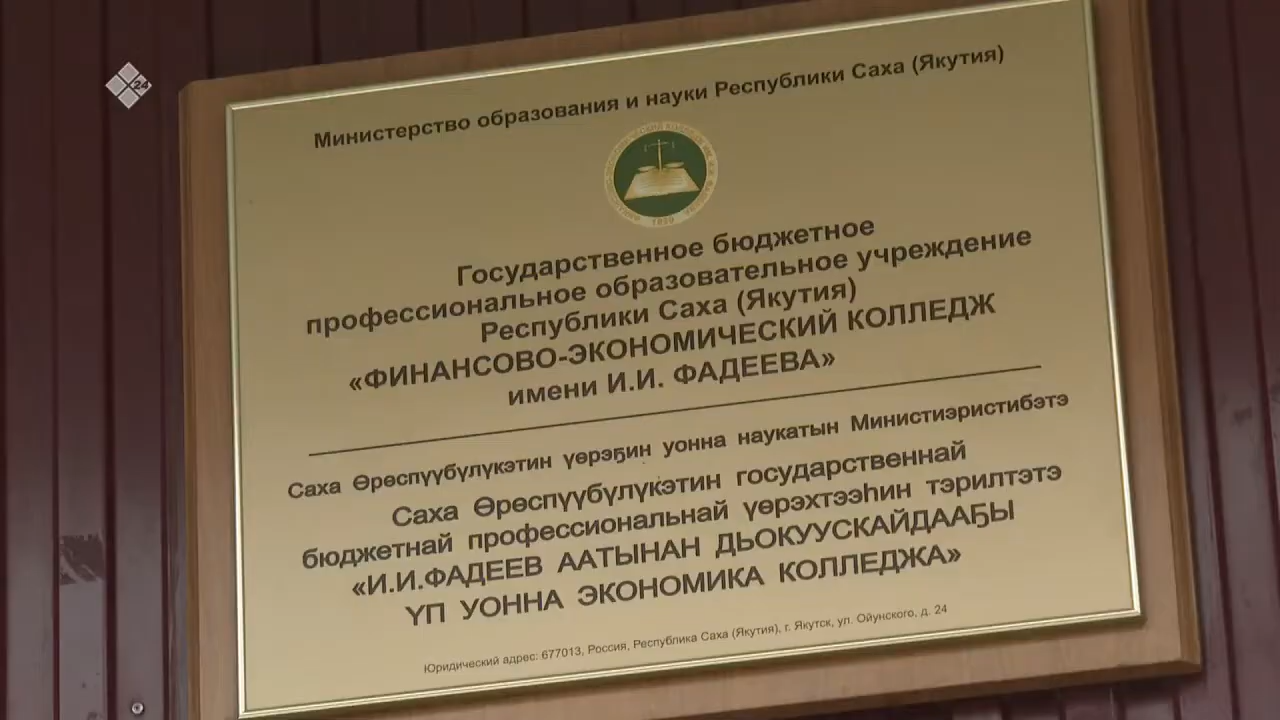 24
Министерство образования и науки Республики Саха (Якутия)
Государственное бюджетное
профессиональное образовательное учреждение
Республики Саха (Якутия)
«ФИНАНСОВО-ЭКОНОМИЧЕСКИЙ КОЛЛЕДЖ
имени И.И. ФАДЕЕВА»
Саха Өрөспүүбүлүкэтин үөрэҕин уонна наукатын Министиэристибэтэ
Саха Өрөспүүбүлүкэтин государственнай
бюджетнай профессиональнай үөрэхтээһин тэрилтэтэ
«И.И.ФАДЕЕВ ААТЫНАН ДЬОКУУСКАЙДААҔЫ
ҮП УОННА ЭКОНОМИКА КОЛЛЕДЖА»
Юридический адрес: 677013, Россия, Республика Саха (Якутия), г. Якутск, ул. Ойунского, д. 24